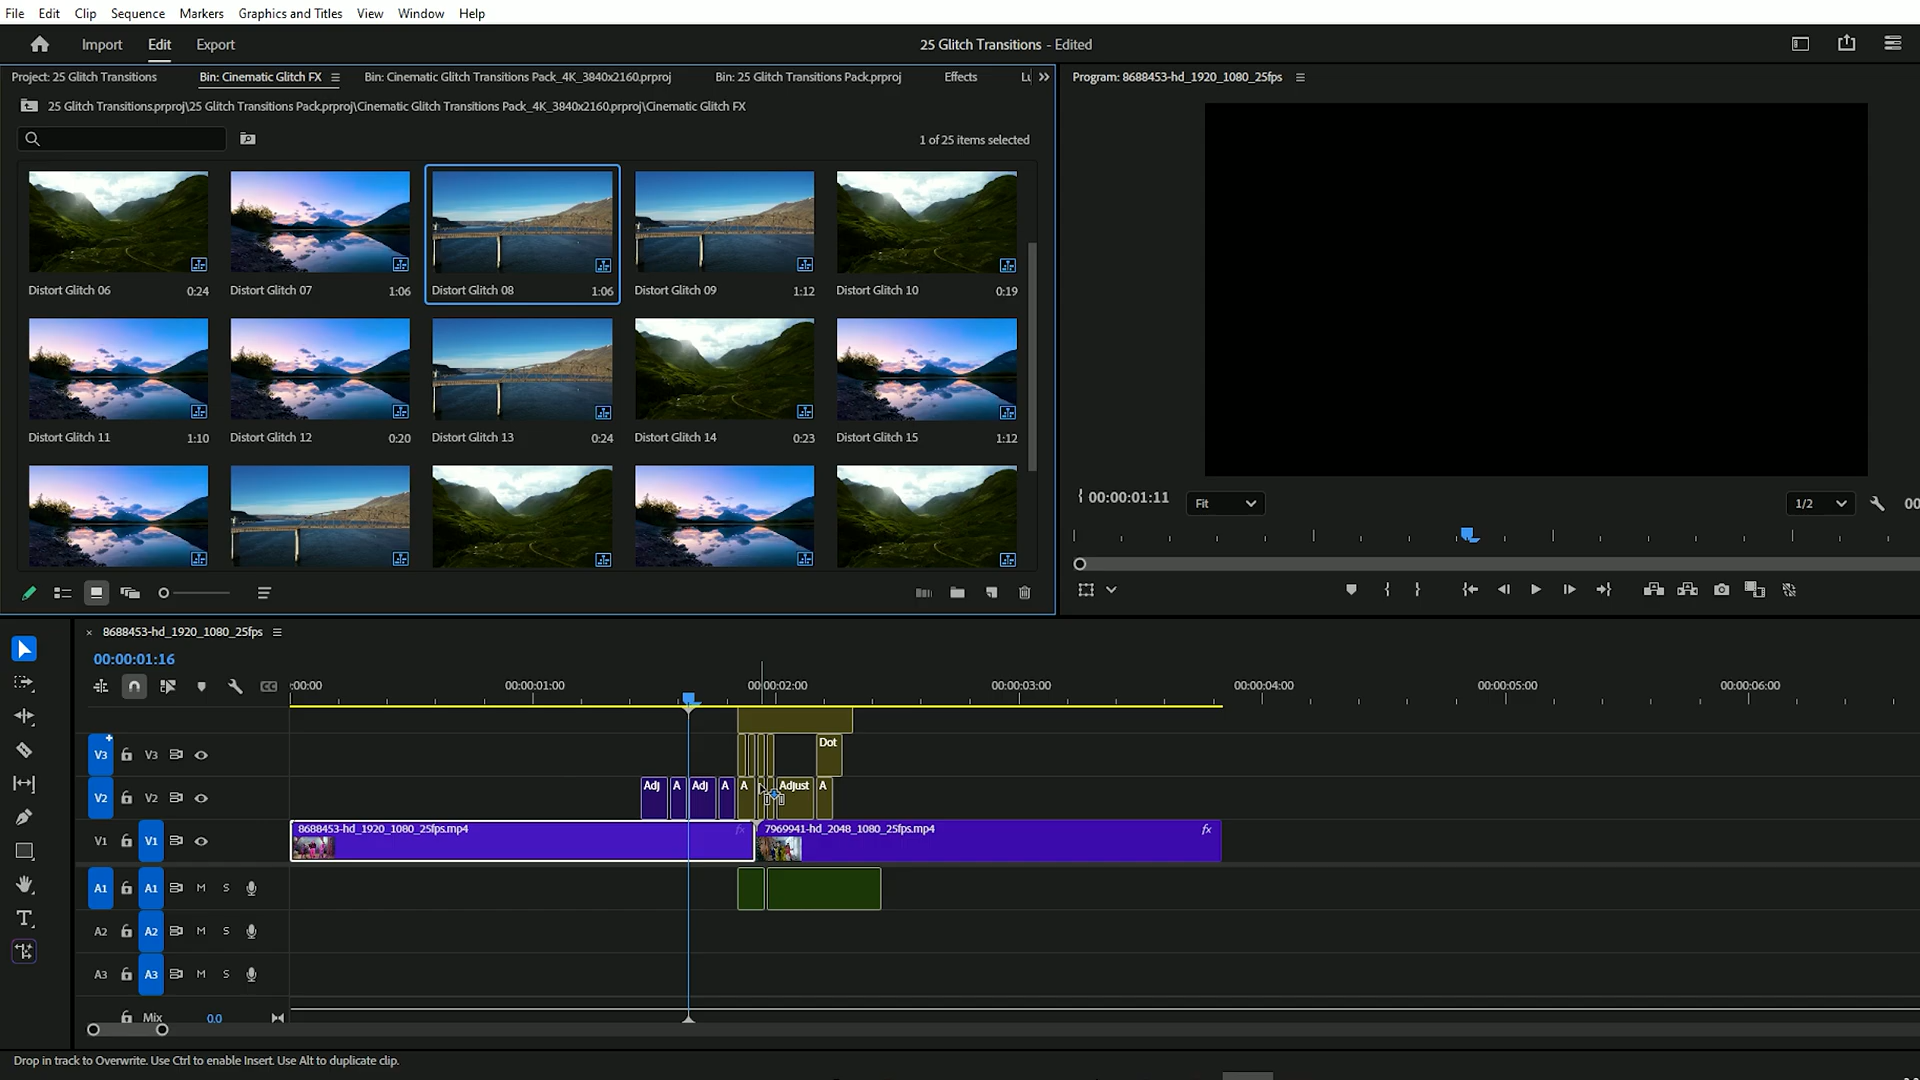 File Edit Clip Sequence Markers Graphics and Titles View Window Help
Import Edit Export
25 Glitch Transitions - Edited
Project: 25 Glitch Transitions Bin: Cinematic Glitch FX Bin: Cinematic Glitch Transitions Pack_4K_3840x2160.prproj Bin: 25 Glitch Transitions Pack.prproj Effects
Program: 8688453-hd_1920_1080_25fps
25 Glitch Transitions.prproj\25 Glitch Transitions Pack.prproj\Cinematic Glitch Transitions Pack_4K_3840x2160.prproj\Cinematic Glitch FX
1 of 25 items selected
Distort Glitch 06 0:24
Distort Glitch 07 1:06
Distort Glitch 08 1:06
Distort Glitch 09 1:12
Distort Glitch 10 0:19
Distort Glitch 11 1:10
Distort Glitch 12 0:20
Distort Glitch 13 0:24
Distort Glitch 14 0:23
Distort Glitch 15 1:12
00:00:01:11 Fit 1/2 00
8688453-hd_1920_1080_25fps
00:00:01:16
CC
:00:00 00:00:01:00 00:00:02:00 00:00:03:00 00:00:04:00 00:00:05:00 00:00:06:00
V3 V3 Dot
V2 V2 Adj A Adj A A Adjust A
V1 V1 8688453-hd_1920_1080_25fps.mp4 fx 7969941-hd_2048_1080_25fps.mp4 fx
A1 A1 M S
A2 A2 M S
A3 A3 M S
Mix 0.0
Drop in track to Overwrite. Use Ctrl to enable Insert. Use Alt to duplicate clip.